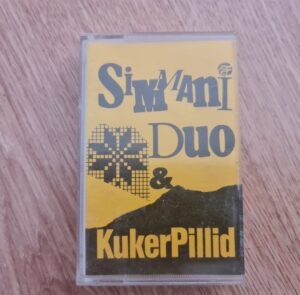 SiMMAni
Duo
&
KukerPillid